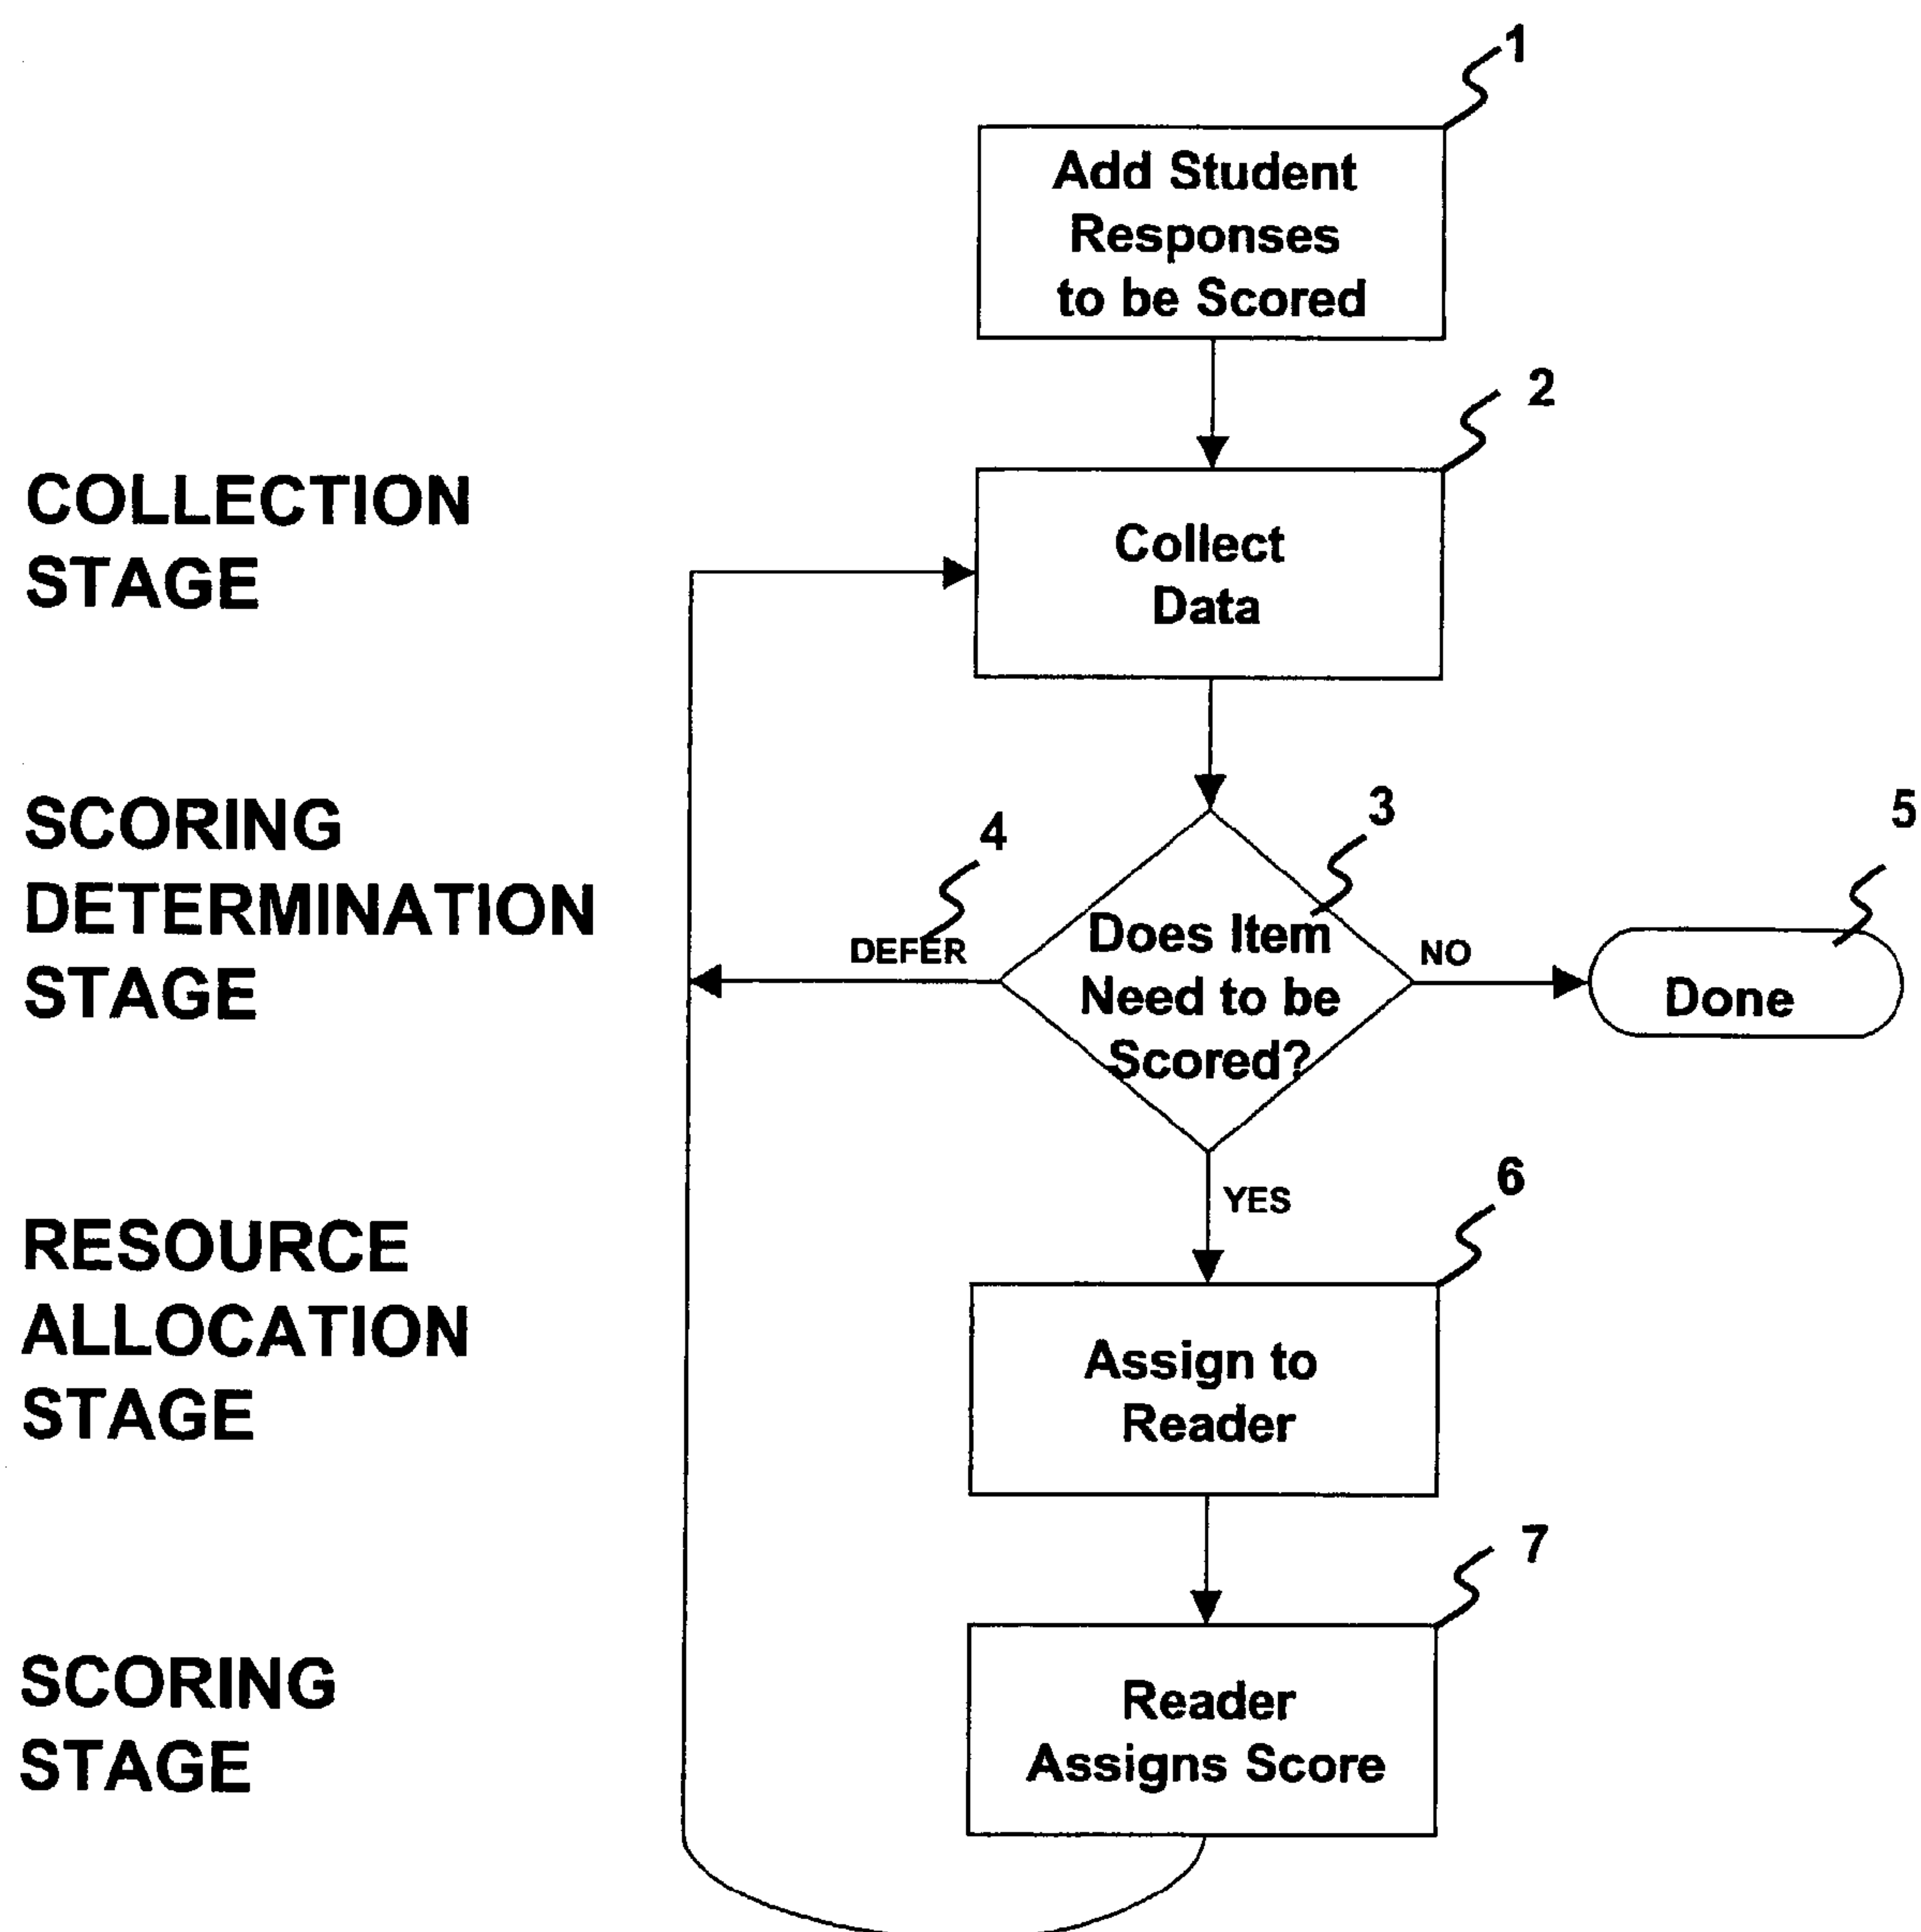 1
Add Student
Responses
to be Scored
2
COLLECTION
STAGE
Collect
Data
SCORING
DETERMINATION
STAGE
4
3
5
DEFER
Does Item
Need to be
Scored?
NO
Done
YES
6
RESOURCE
ALLOCATION
STAGE
Assign to
Reader
7
SCORING
STAGE
Reader
Assigns Score